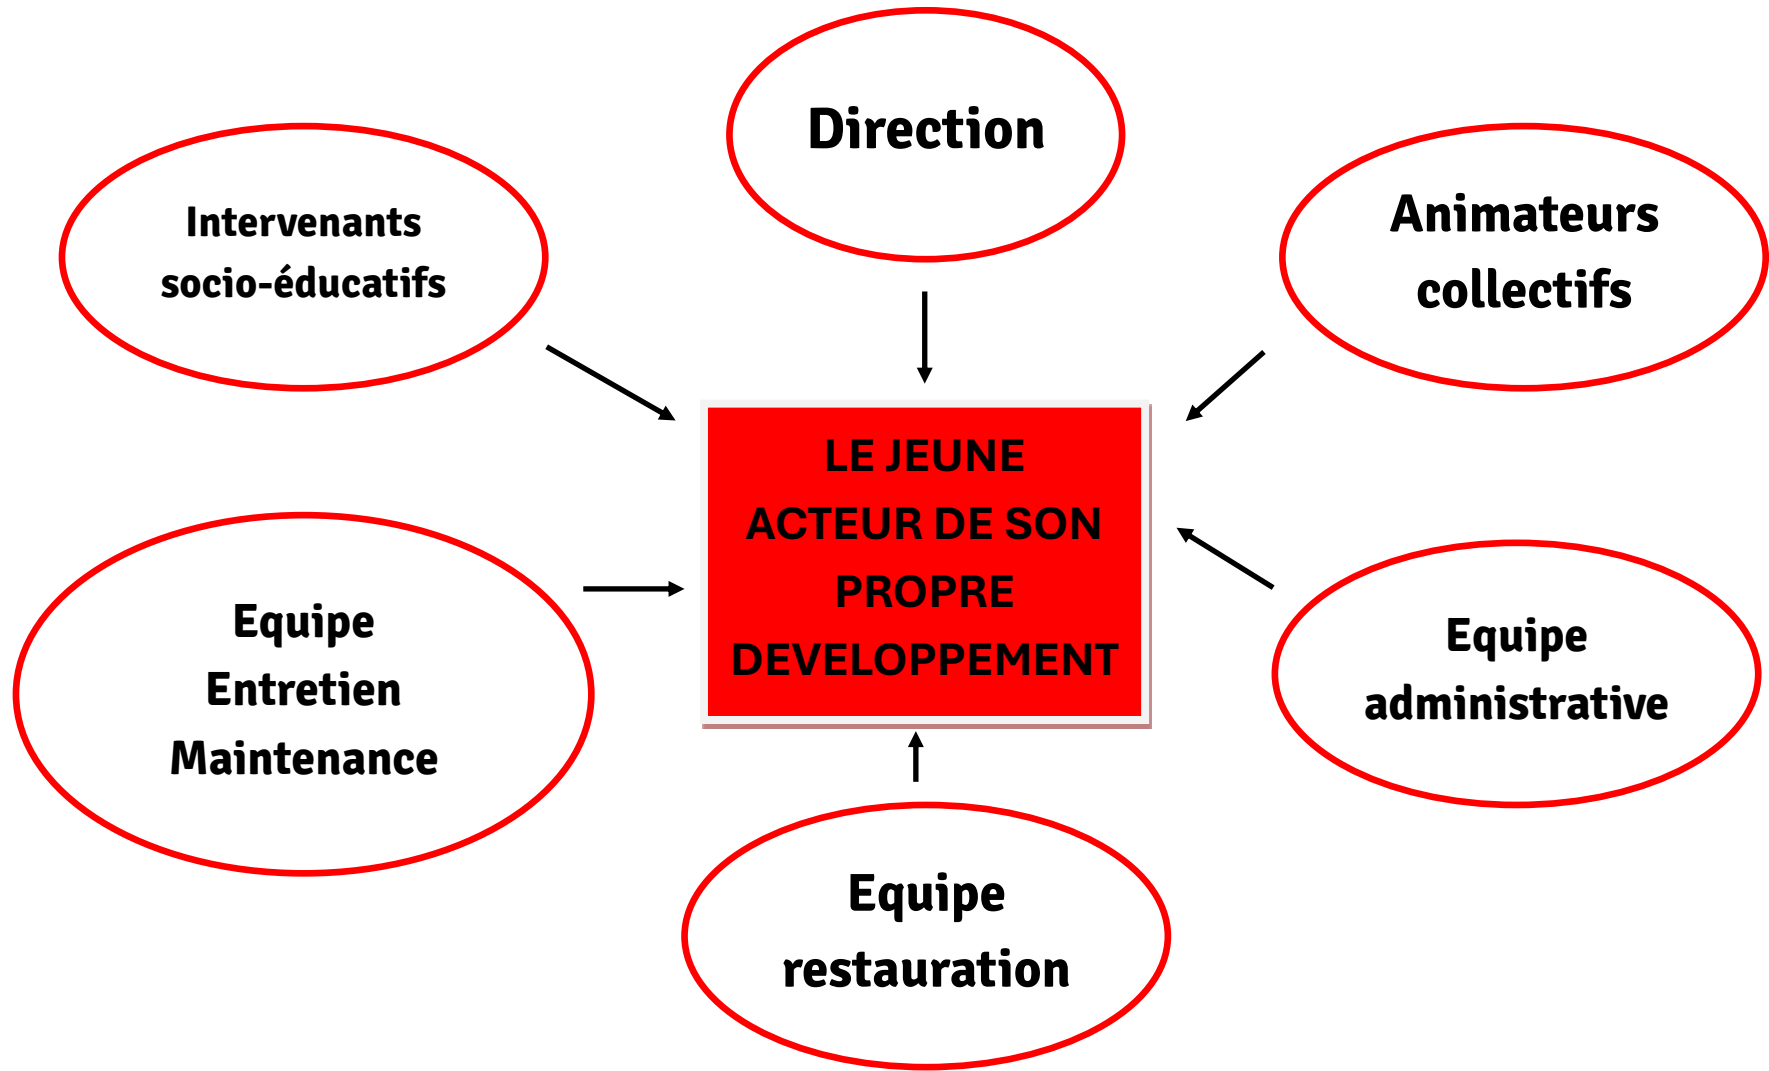 Direction
Intervenants
socio-éducatifs
Animateurs
collectifs
LE JEUNE
ACTEUR DE SON
PROPRE
DEVELOPPEMENT
Equipe
Entretien
Maintenance
Equipe
administrative
Equipe
restauration